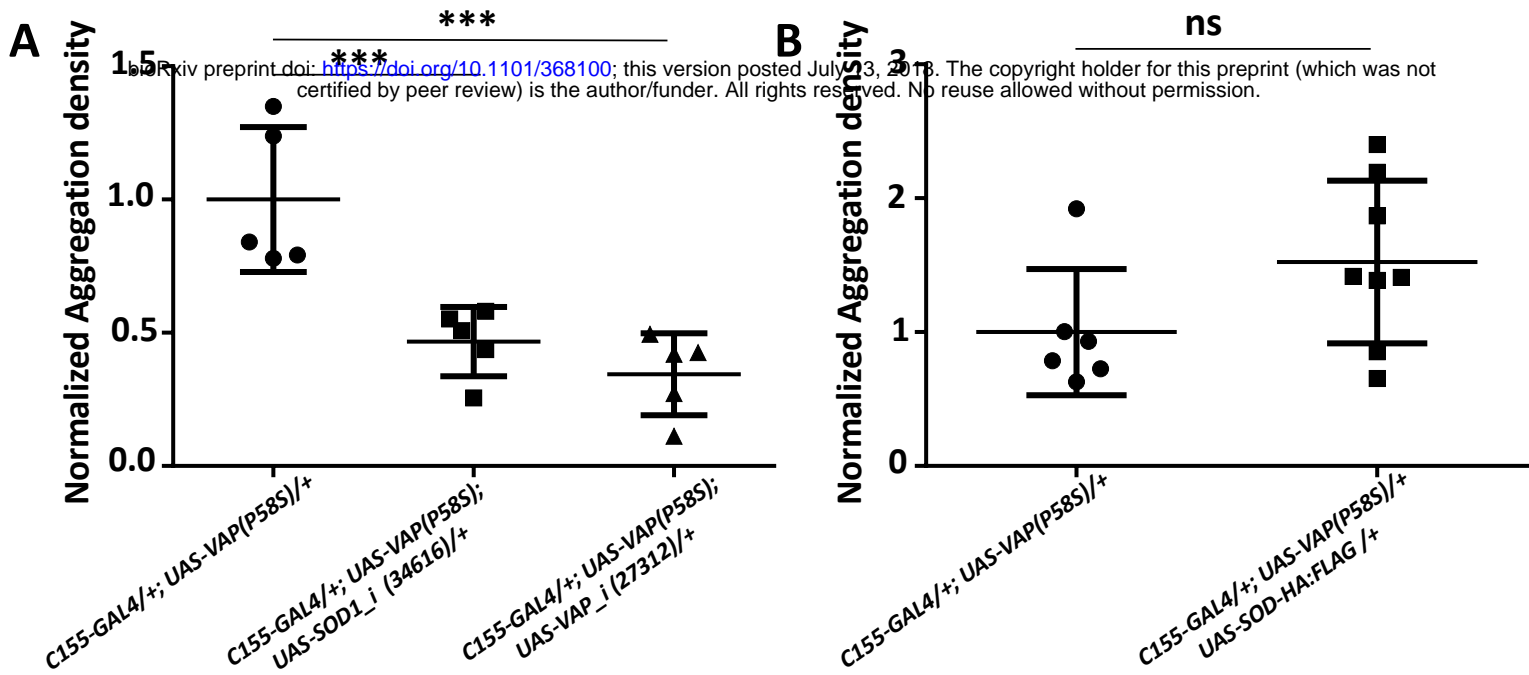 A
***
***
bioRxiv preprint doi: https://doi.org/10.1101/368100; this version posted July 13, 2018. The copyright holder for this preprint (which was not
certified by peer review) is the author/funder. All rights reserved. No reuse allowed without permission.
Normalized Aggregation density
1.5
1.0
0.5
0.0
C155-GAL4/+; UAS-VAP(P58S)/+
C155-GAL4/+; UAS-VAP(P58S);
UAS-SOD1_i (34616)/+
C155-GAL4/+; UAS-VAP(P58S);
UAS-VAP_i (27312)/+
B
ns
Normalized Aggregation density
3
2
1
0
C155-GAL4/+; UAS-VAP(P58S)/+
C155-GAL4/+; UAS-VAP(P58S)/+
UAS-SOD-HA:FLAG /+